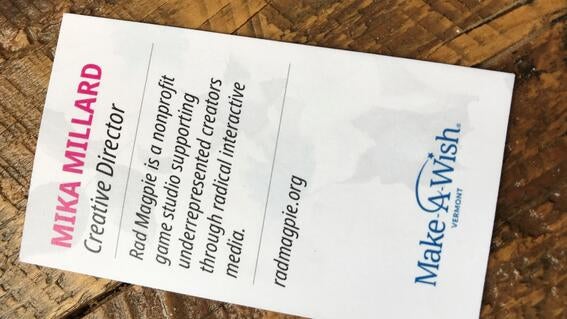 MIKA MILLARD
Creative Director
Rad Magpie is a nonprofit
game studio supporting
underrepresented creators
through radical interactive
media.
radmagpie.org
Make-A-Wish®
VERMONT